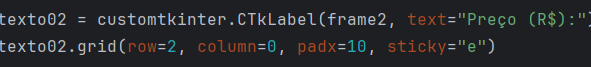 texto02 = customtkinter.CTkLabel(frame2, text="Preço (R$):")
texto02.grid(row=2, column=0, padx=10, sticky="e")